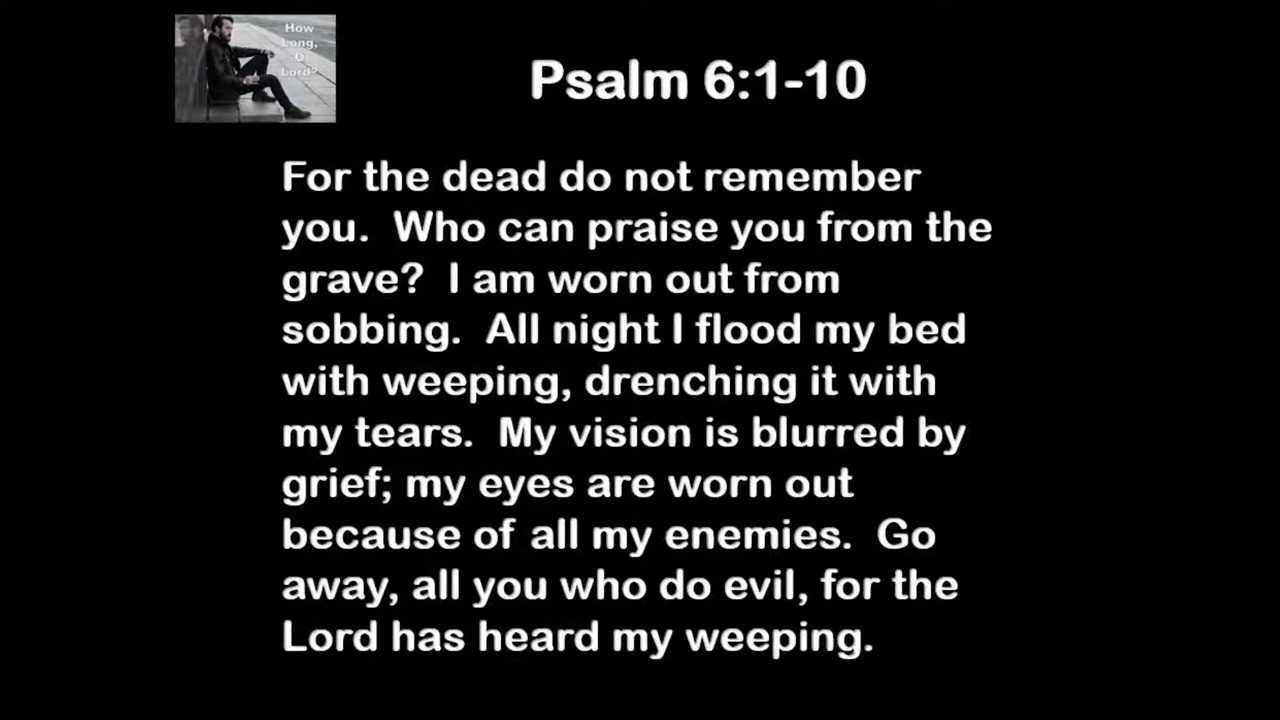 How
Long,
O
Lord?
Psalm 6:1-10
For the dead do not remember
you.  Who can praise you from the
grave?  I am worn out from
sobbing.  All night I flood my bed
with weeping, drenching it with
my tears.  My vision is blurred by
grief; my eyes are worn out
because of all my enemies.  Go
away, all you who do evil, for the
Lord has heard my weeping.